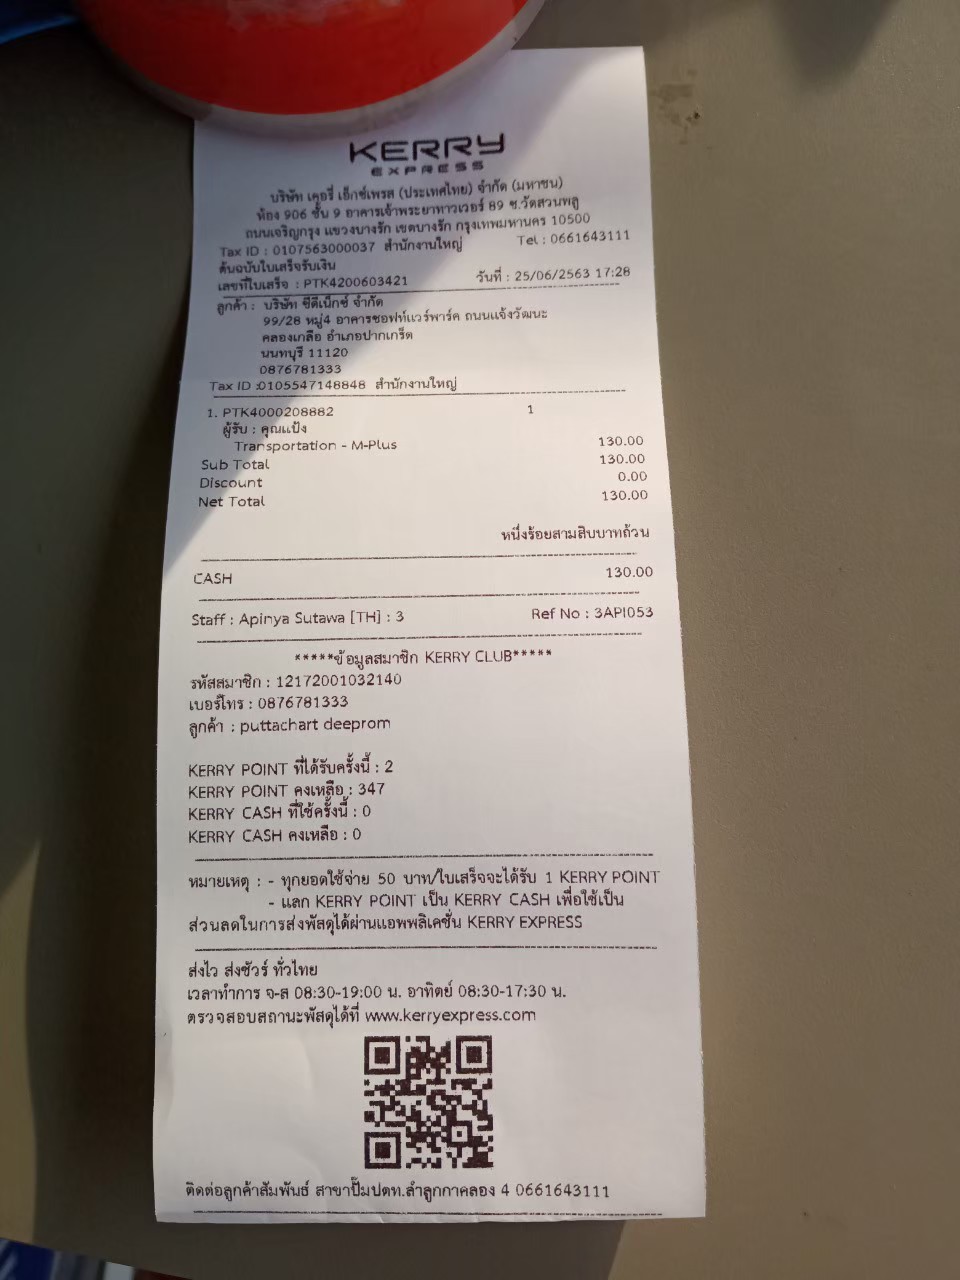 KERRY
EXPRESS
บริษัท เคอรี่ เอ็กซ์เพรส (ประเทศไทย) จำกัด (มหาชน)
ห้อง 906 ชั้น 9 อาคารเจ้าพระยาทาวเวอร์ 89 ซ.วัดสวนพลู
ถนนเจริญกรุง แขวงบางรัก เขตบางรัก กรุงเทพมหานคร 10500
Tax ID : 0107563000037 สำนักงานใหญ่ Tel : 0661643111
ต้นฉบับใบเสร็จรับเงิน
เลขที่ใบเสร็จ : PTK4200603421 วันที่ : 25/06/2563 17:28
ลูกค้า : บริษัท ซีดีเน็กซ์ จำกัด
99/28 หมู่4 อาคารซอฟท์แวร์พาร์ค ถนนแจ้งวัฒนะ
คลองเกลือ อำเภอปากเกร็ด
นนทบุรี 11120
0876781333
Tax ID :0105547148848 สำนักงานใหญ่
1. PTK4000208882 1
ผู้รับ : คุณแป้ง
Transportation - M-Plus 130.00
Sub Total 130.00
Discount 0.00
Net Total 130.00
หนึ่งร้อยสามสิบบาทถ้วน
CASH 130.00
Staff : Apinya Sutawa [TH] : 3 Ref No : 3API053
*****ข้อมูลสมาชิก KERRY CLUB*****
รหัสสมาชิก : 12172001032140
เบอร์โทร : 0876781333
ลูกค้า : puttachart deeprom
KERRY POINT ที่ได้รับครั้งนี้ : 2
KERRY POINT คงเหลือ : 347
KERRY CASH ที่ใช้ครั้งนี้ : 0
KERRY CASH คงเหลือ : 0
หมายเหตุ : - ทุกยอดใช้จ่าย 50 บาท/ใบเสร็จจะได้รับ 1 KERRY POINT
- แลก KERRY POINT เป็น KERRY CASH เพื่อใช้เป็น
ส่วนลดในการส่งพัสดุได้ผ่านแอพพลิเคชั่น KERRY EXPRESS
ส่งไว ส่งชัวร์ ทั่วไทย
เวลาทำการ จ-ส 08:30-19:00 น. อาทิตย์ 08:30-17:30 น.
ตรวจสอบสถานะพัสดุได้ที่ www.kerryexpress.com
ติดต่อลูกค้าสัมพันธ์ สาขาปั๊มปตท.ลำลูกกาคลอง 4 0661643111